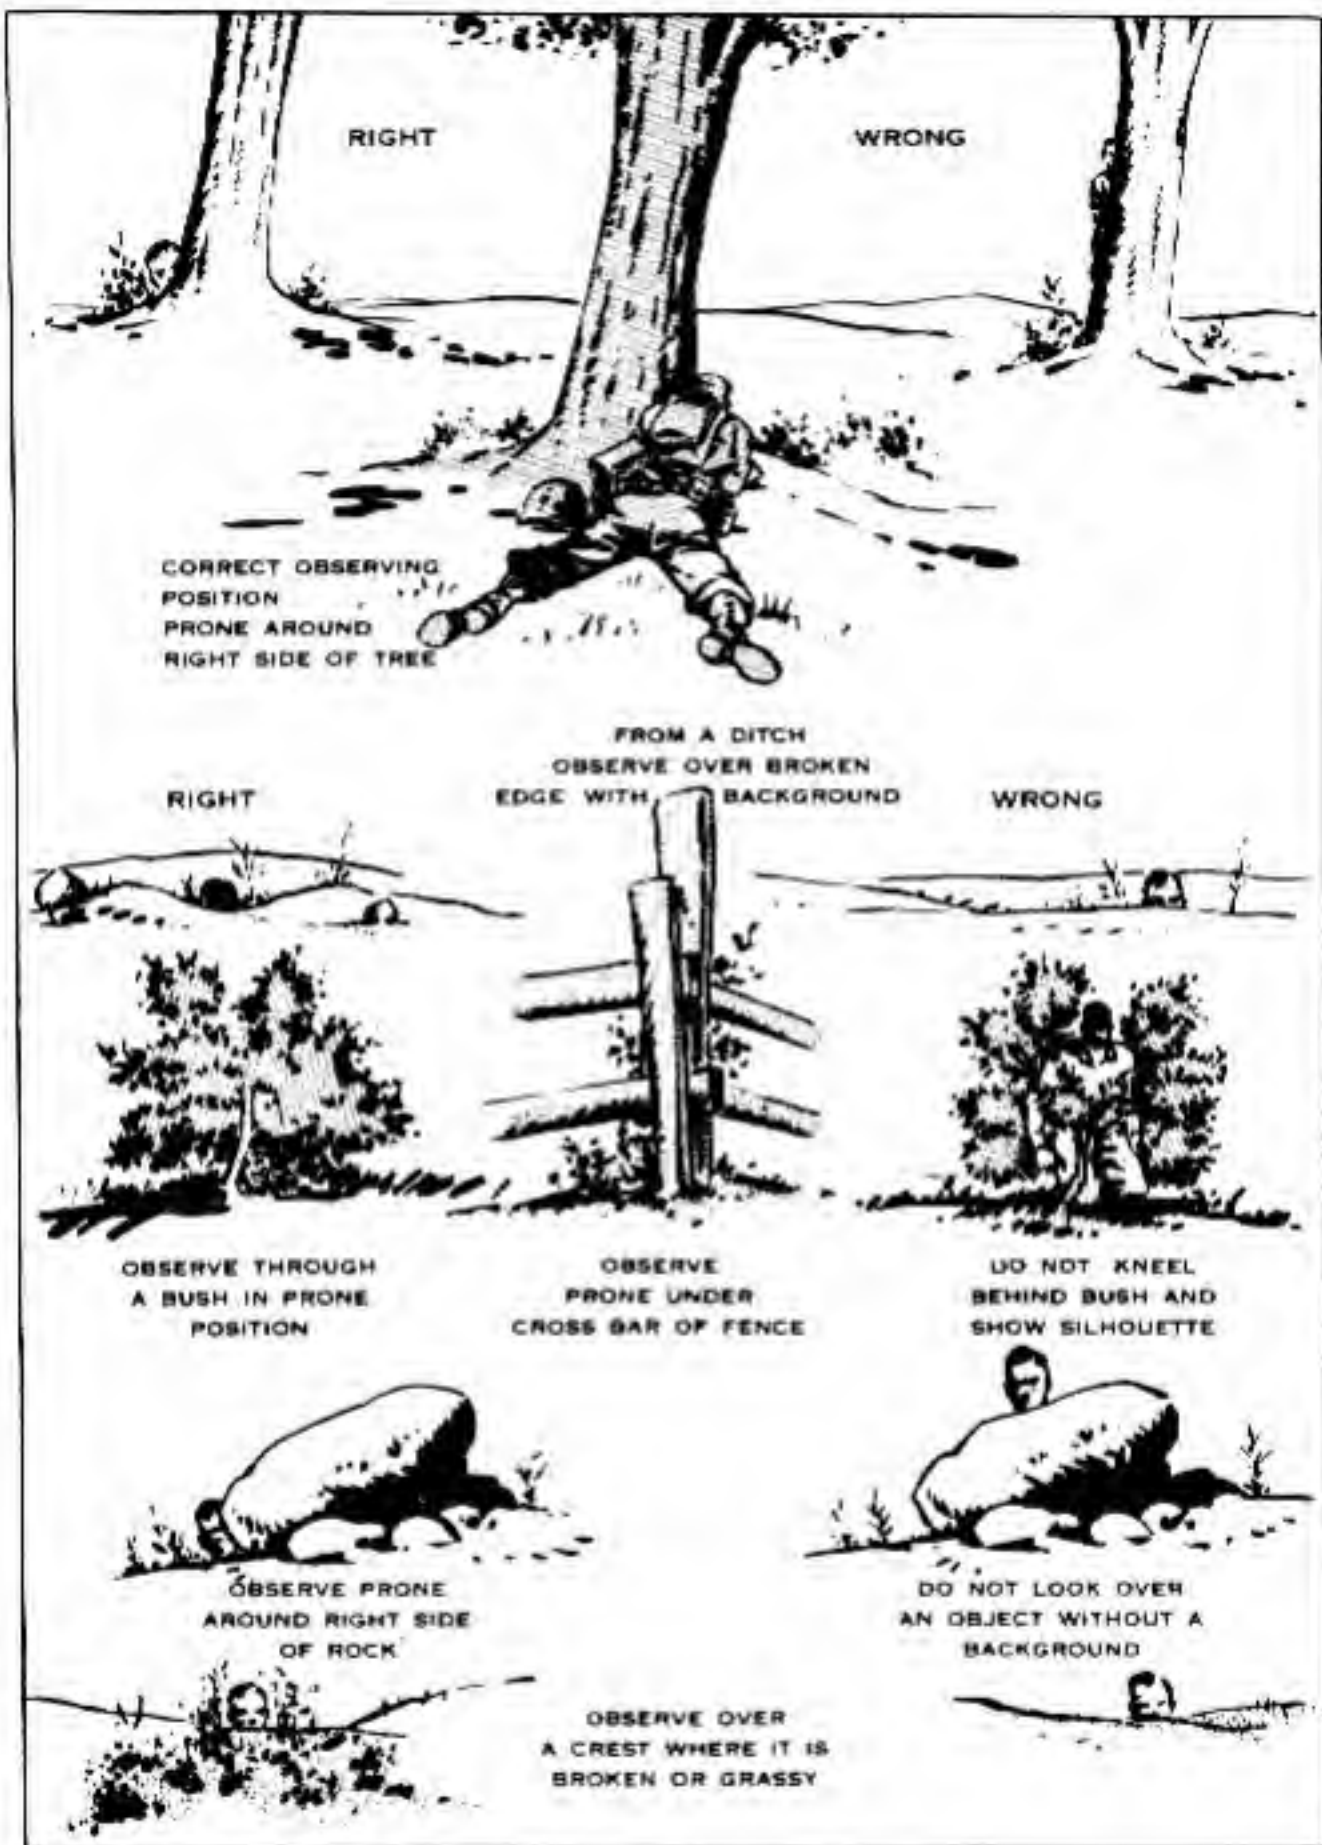 RIGHT
WRONG
CORRECT OBSERVING
POSITION
PRONE AROUND
RIGHT SIDE OF TREE
FROM A DITCH
OBSERVE OVER BROKEN
EDGE WITH BACKGROUND
RIGHT
WRONG
OBSERVE THROUGH
A BUSH IN PRONE
POSITION
OBSERVE
PRONE UNDER
CROSS BAR OF FENCE
DO NOT KNEEL
BEHIND BUSH AND
SHOW SILHOUETTE
OBSERVE PRONE
AROUND RIGHT SIDE
OF ROCK
DO NOT LOOK OVER
AN OBJECT WITHOUT A
BACKGROUND
OBSERVE OVER
A CREST WHERE IT IS
BROKEN OR GRASSY